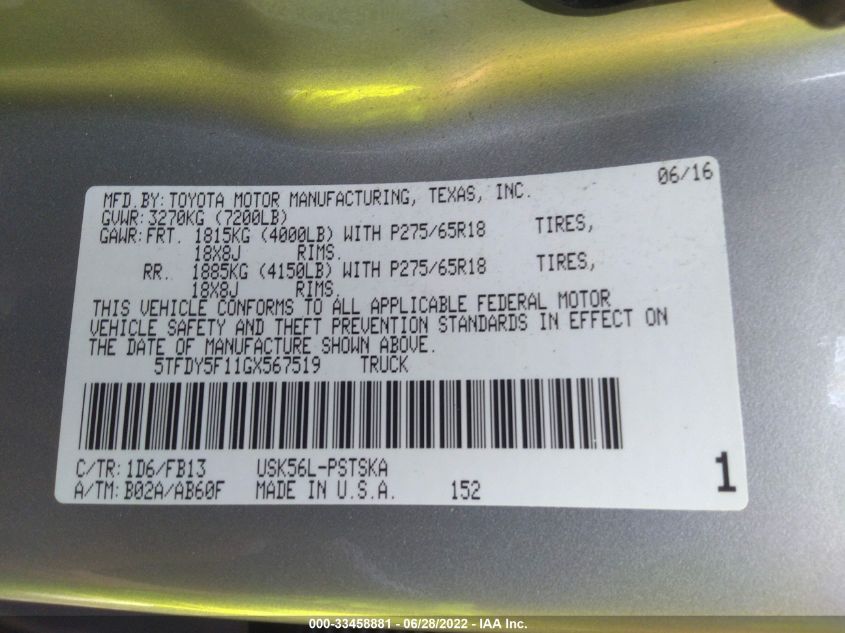 06/16
MFD.BY:TOYOTA MOTOR MANUFACTURING, TEXAS, INC.
GVWR:3270KG (7200LB)
GAWR:FRT. 1815KG (4000LB) WITH P275/65R18 TIRES,
18X8J RIMS.
RR. 1885KG (4150LB) WITH P275/65R18 TIRES,
18X8J RIMS.
THIS VEHICLE CONFORMS TO ALL APPLICABLE FEDERAL MOTOR
VEHICLE SAFETY AND THEFT PREVENTION STANDARDS IN EFFECT ON
THE DATE OF MANUFACTURE SHOWN ABOVE.
5TFDY5F11GX567519 TRUCK
C/TR:1D6/FB13 USK56L-PSTSKA
A/TM:B02A/AB60F MADE IN U.S.A. 152
1
000-33458881 - 06/28/2022 - IAA Inc.